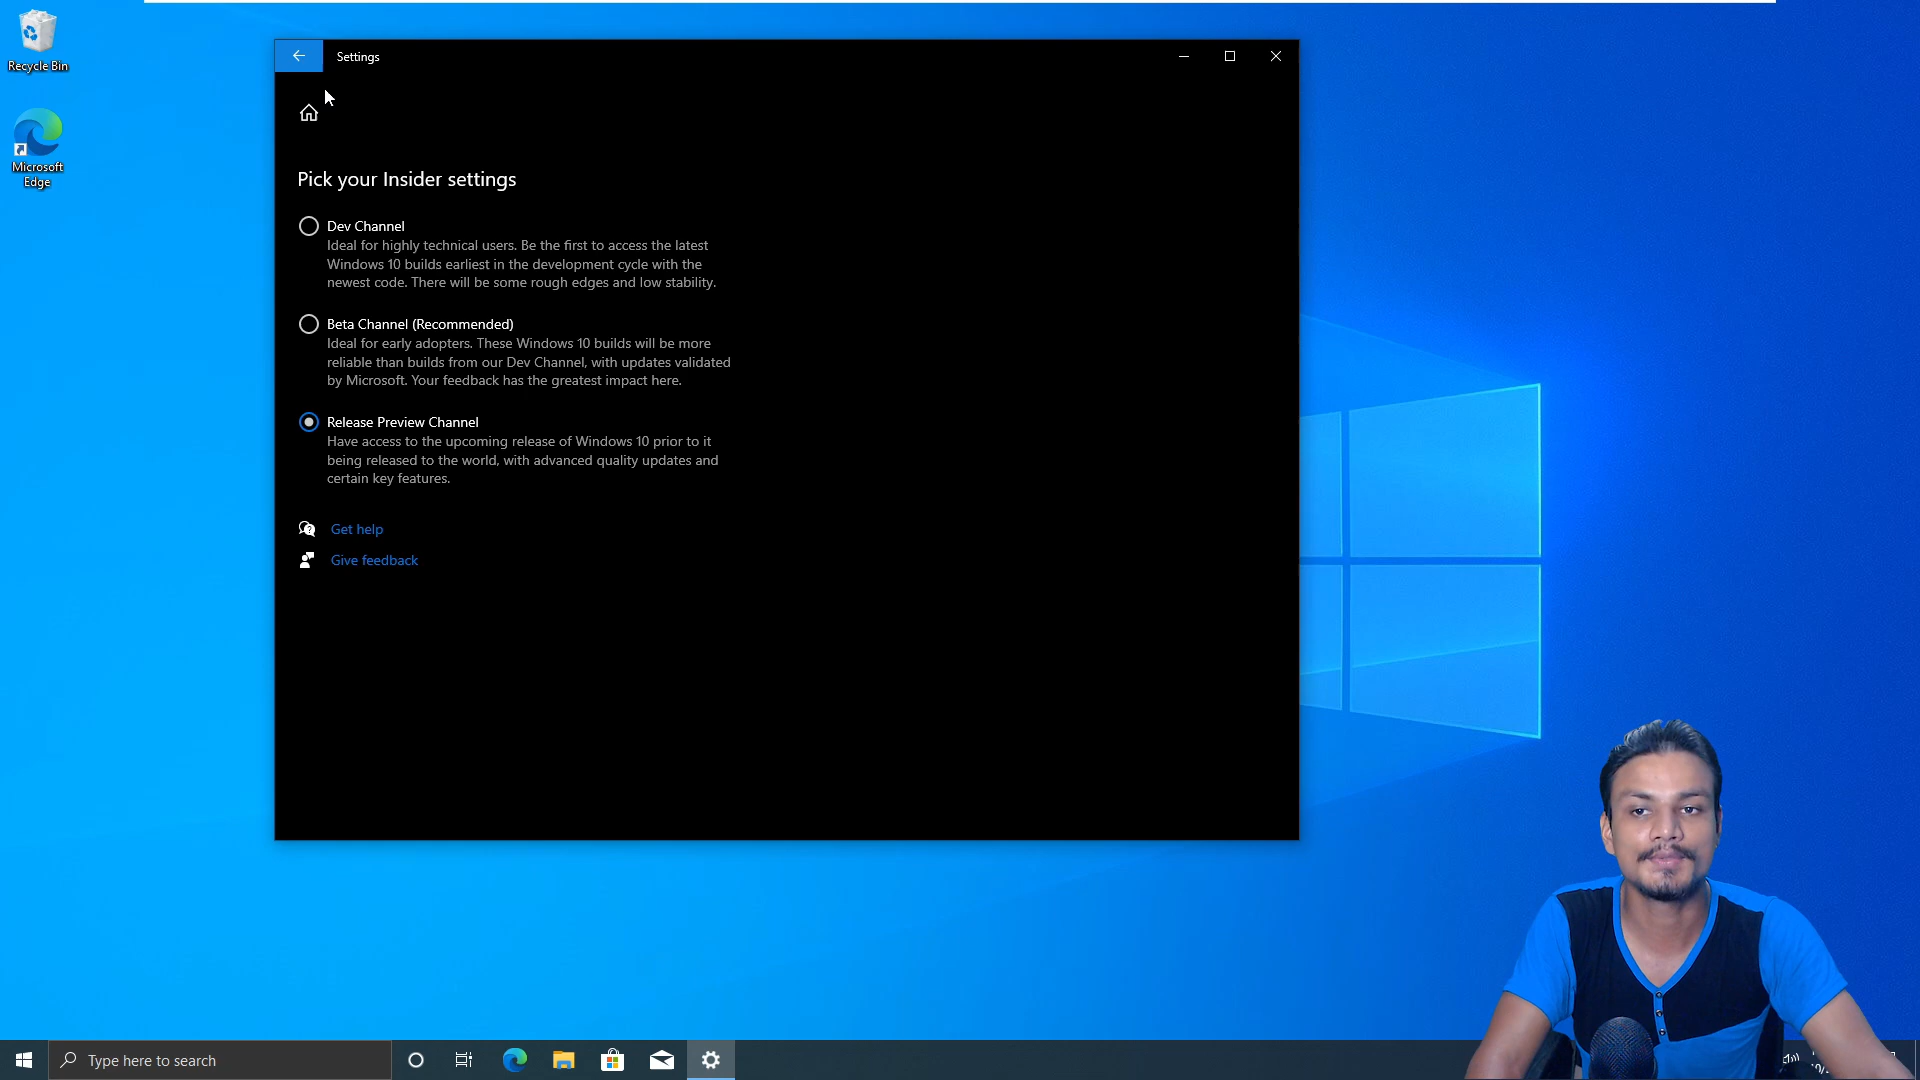 Recycle Bin
Microsoft
Edge
Settings
Pick your Insider settings
Dev Channel
Ideal for highly technical users. Be the first to access the latest
Windows 10 builds earliest in the development cycle with the
newest code. There will be some rough edges and low stability.
Beta Channel (Recommended)
Ideal for early adopters. These Windows 10 builds will be more
reliable than builds from our Dev Channel, with updates validated
by Microsoft. Your feedback has the greatest impact here.
Release Preview Channel
Have access to the upcoming release of Windows 10 prior to it
being released to the world, with advanced quality updates and
certain key features.
Get help
Give feedback
Type here to search